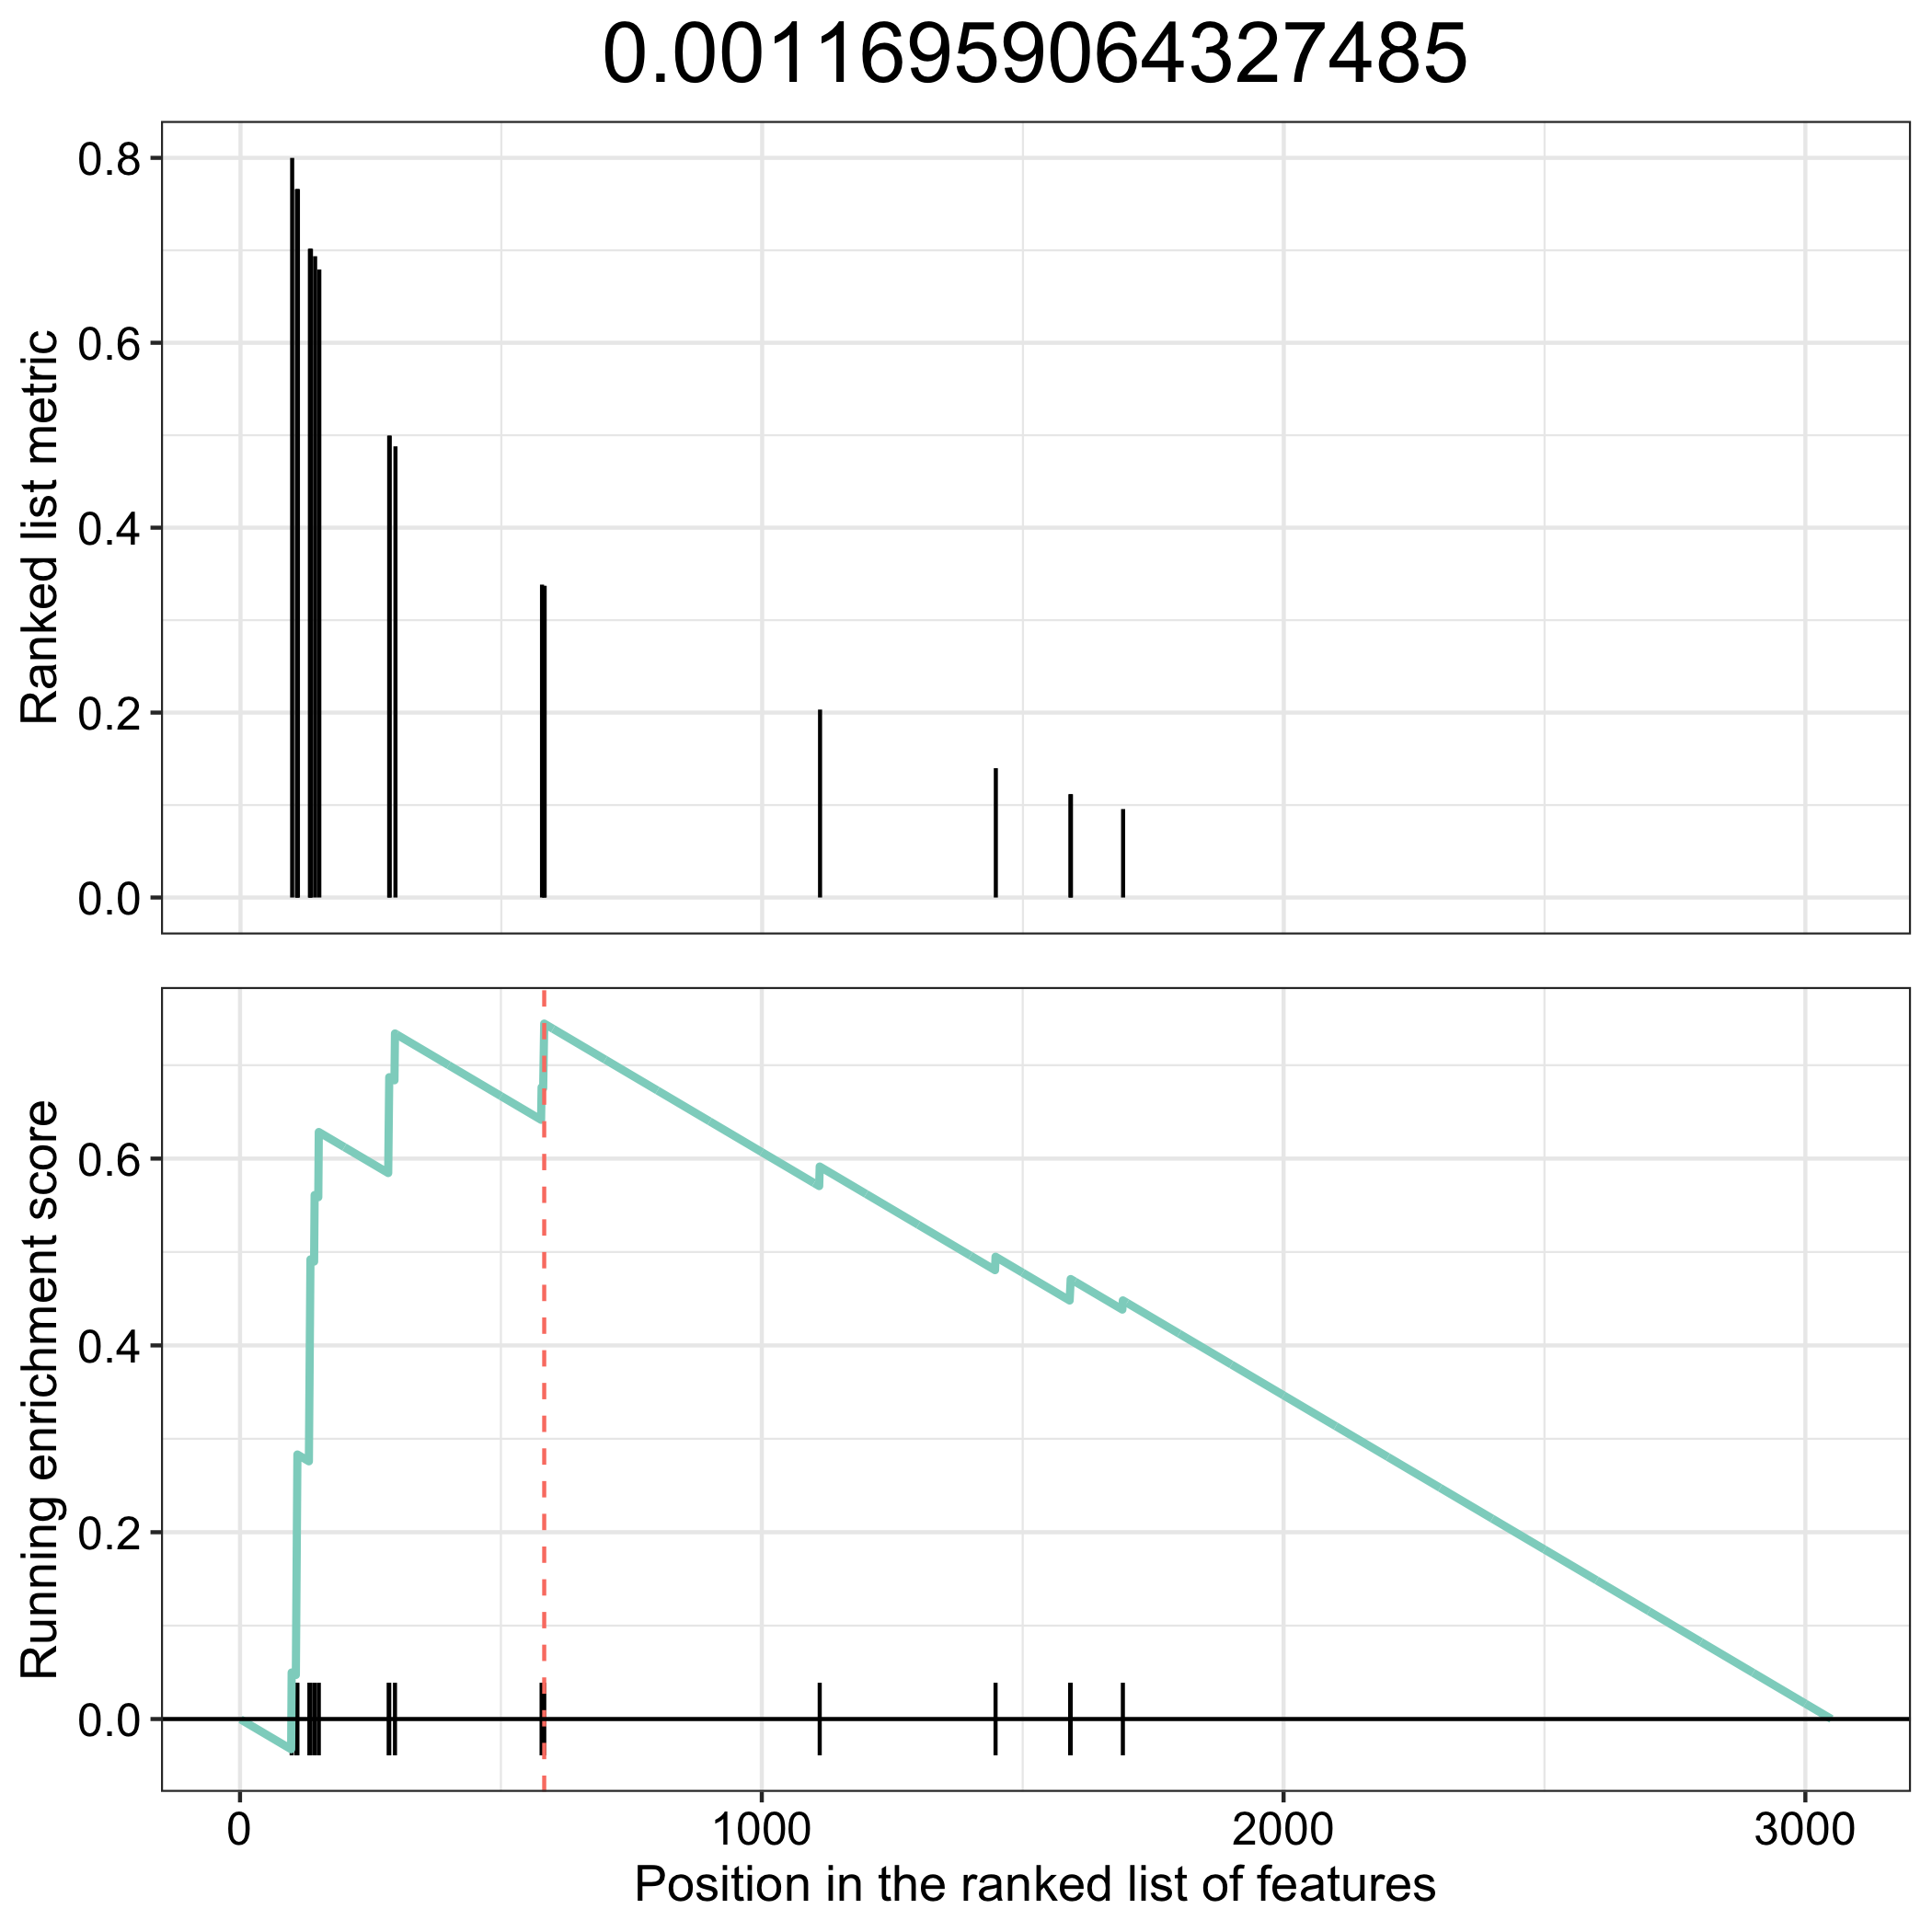 0.00116959064327485
Ranked list metric
0.8
0.6
0.4
0.2
0.0
Running enrichment score
0.6
0.4
0.2
0.0
0 1000 2000 3000
Position in the ranked list of features